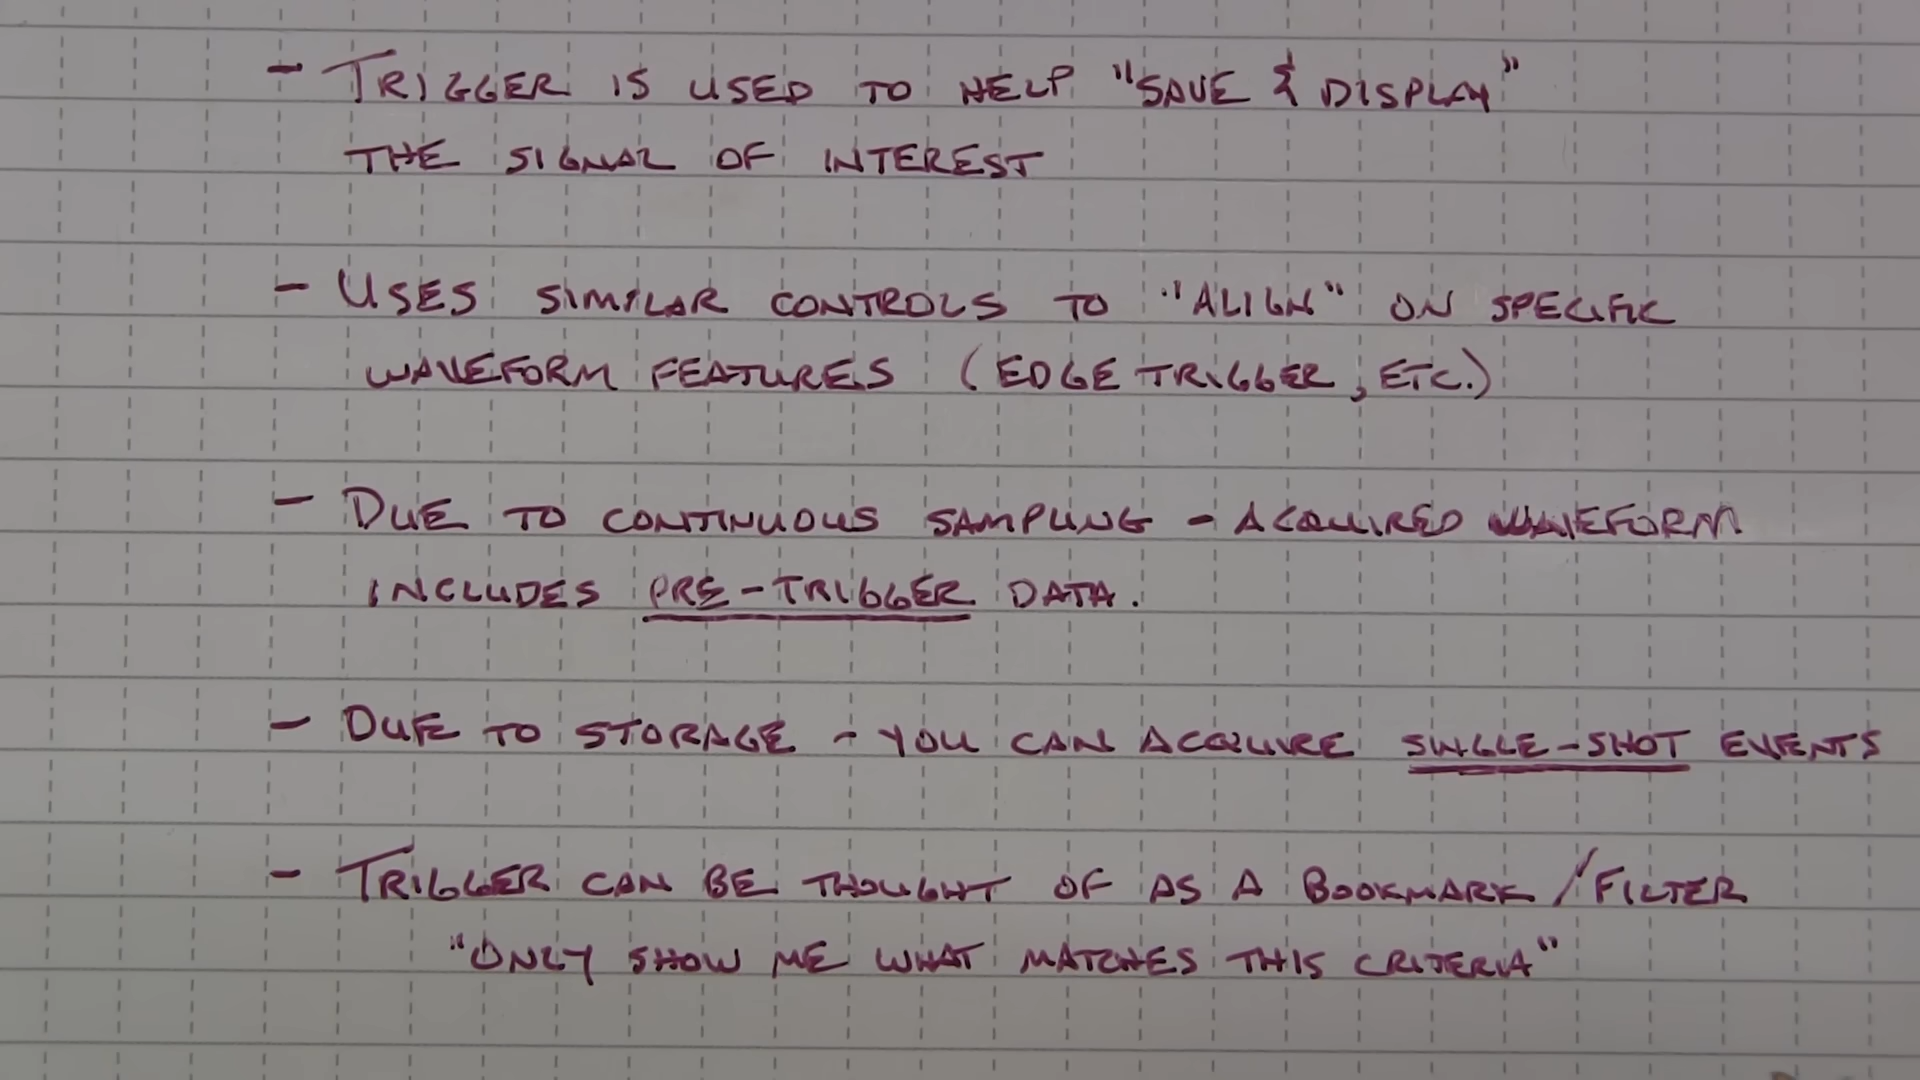 - TRIGGER IS USED TO HELP "SAVE & DISPLAY"
THE SIGNAL OF INTEREST
- USES SIMILAR CONTROLS TO "ALIGN" ON SPECIFIC
WAVEFORM FEATURES (EDGE TRIGGER, ETC.)
- DUE TO CONTINUOUS SAMPLING - ACQUIRED WAVEFORM
INCLUDES PRE-TRIGGER DATA.
- DUE TO STORAGE - YOU CAN ACQUIRE SINGLE-SHOT EVENTS
- TRIGGER CAN BE THOUGHT OF AS A BOOKMARK / FILTER
"ONLY SHOW ME WHAT MATCHES THIS CRITERIA"